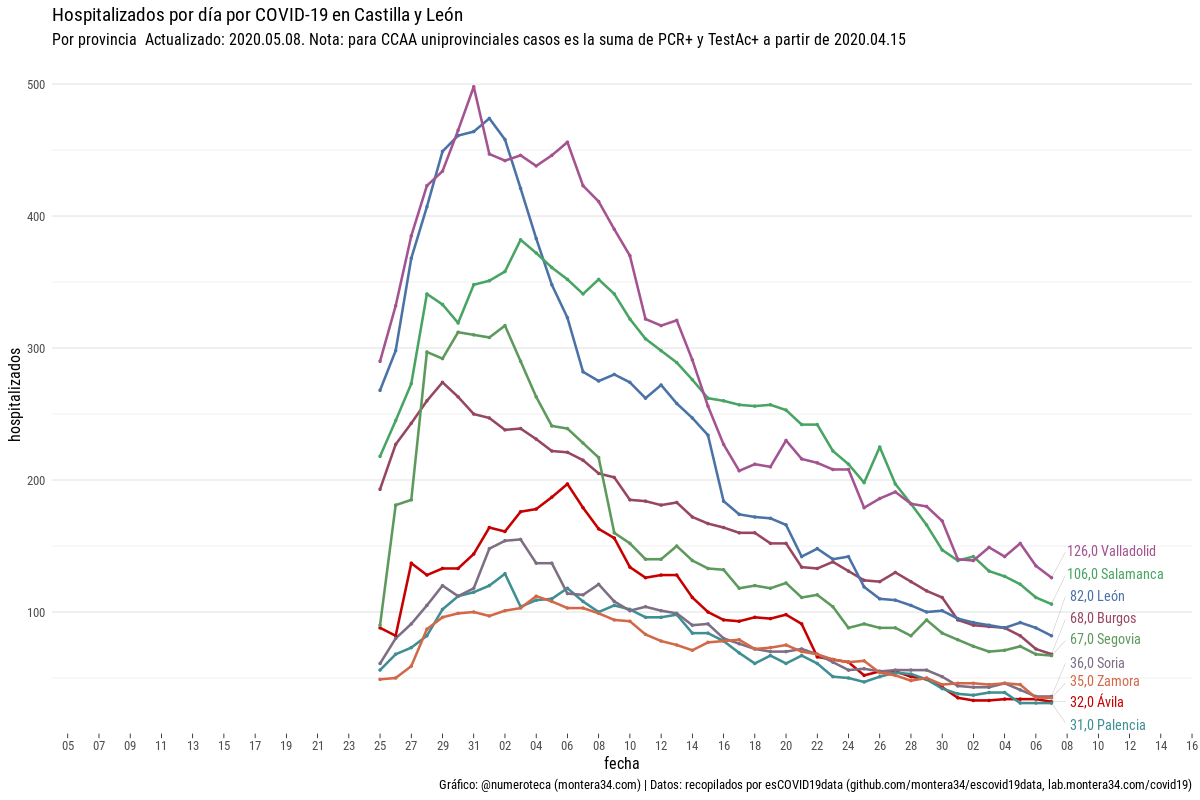 Hospitalizados por día por COVID-19 en Castilla y León
Por provincia  Actualizado: 2020.05.08. Nota: para CCAA uniprovinciales casos es la suma de PCR+ y TestAc+ a partir de 2020.04.15
500
400
300
200
100
hospitalizados
126,0 Valladolid
106,0 Salamanca
82,0 León
68,0 Burgos
67,0 Segovia
36,0 Soria
35,0 Zamora
32,0 Ávila
31,0 Palencia
05 07 09 11 13 15 17 19 21 23 25 27 29 31 02 04 06 08 10 12 14 16 18 20 22 24 26 28 30 02 04 06 08 10 12 14 16
fecha
Gráfico: @numeroteca (montera34.com) | Datos: recopilados por esCOVID19data (github.com/montera34/escovid19data, lab.montera34.com/covid19)